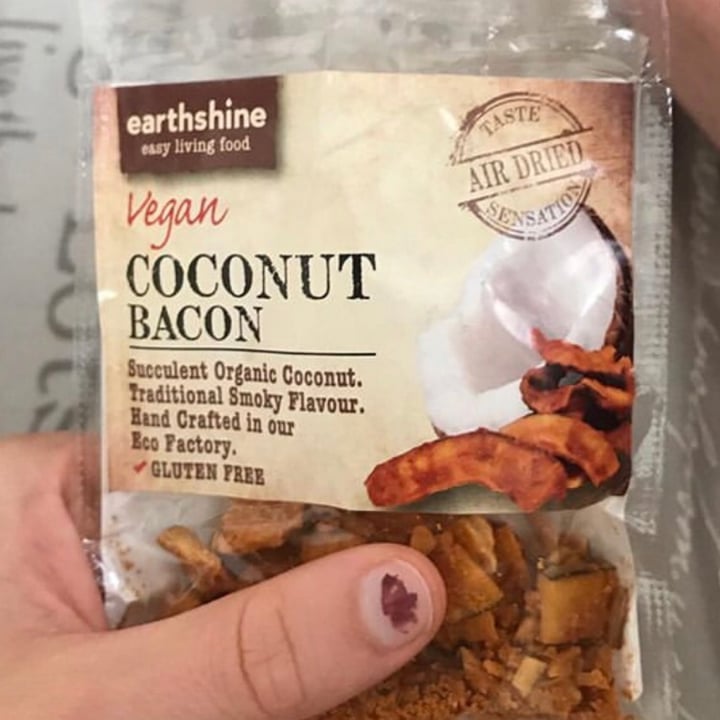 earthshine
easy living food
TASTE
AIR DRIED
SENSATION
Vegan
COCONUT
BACON
Succulent Organic Coconut.
Traditional Smoky Flavour.
Hand Crafted in our
Eco Factory.
✓ GLUTEN FREE